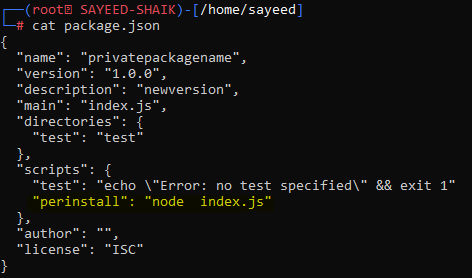 (root㉿ SAYEED-SHAIK)-[/home/sayeed]
# cat package.json
{
  "name": "privatepackagename",
  "version": "1.0.0",
  "description": "newversion",
  "main": "index.js",
  "directories": {
    "test": "test"
  },
  "scripts": {
    "test": "echo \"Error: no test specified\" && exit 1"
    "perinstall": "node  index.js"
  },
  "author": "",
  "license": "ISC"
}